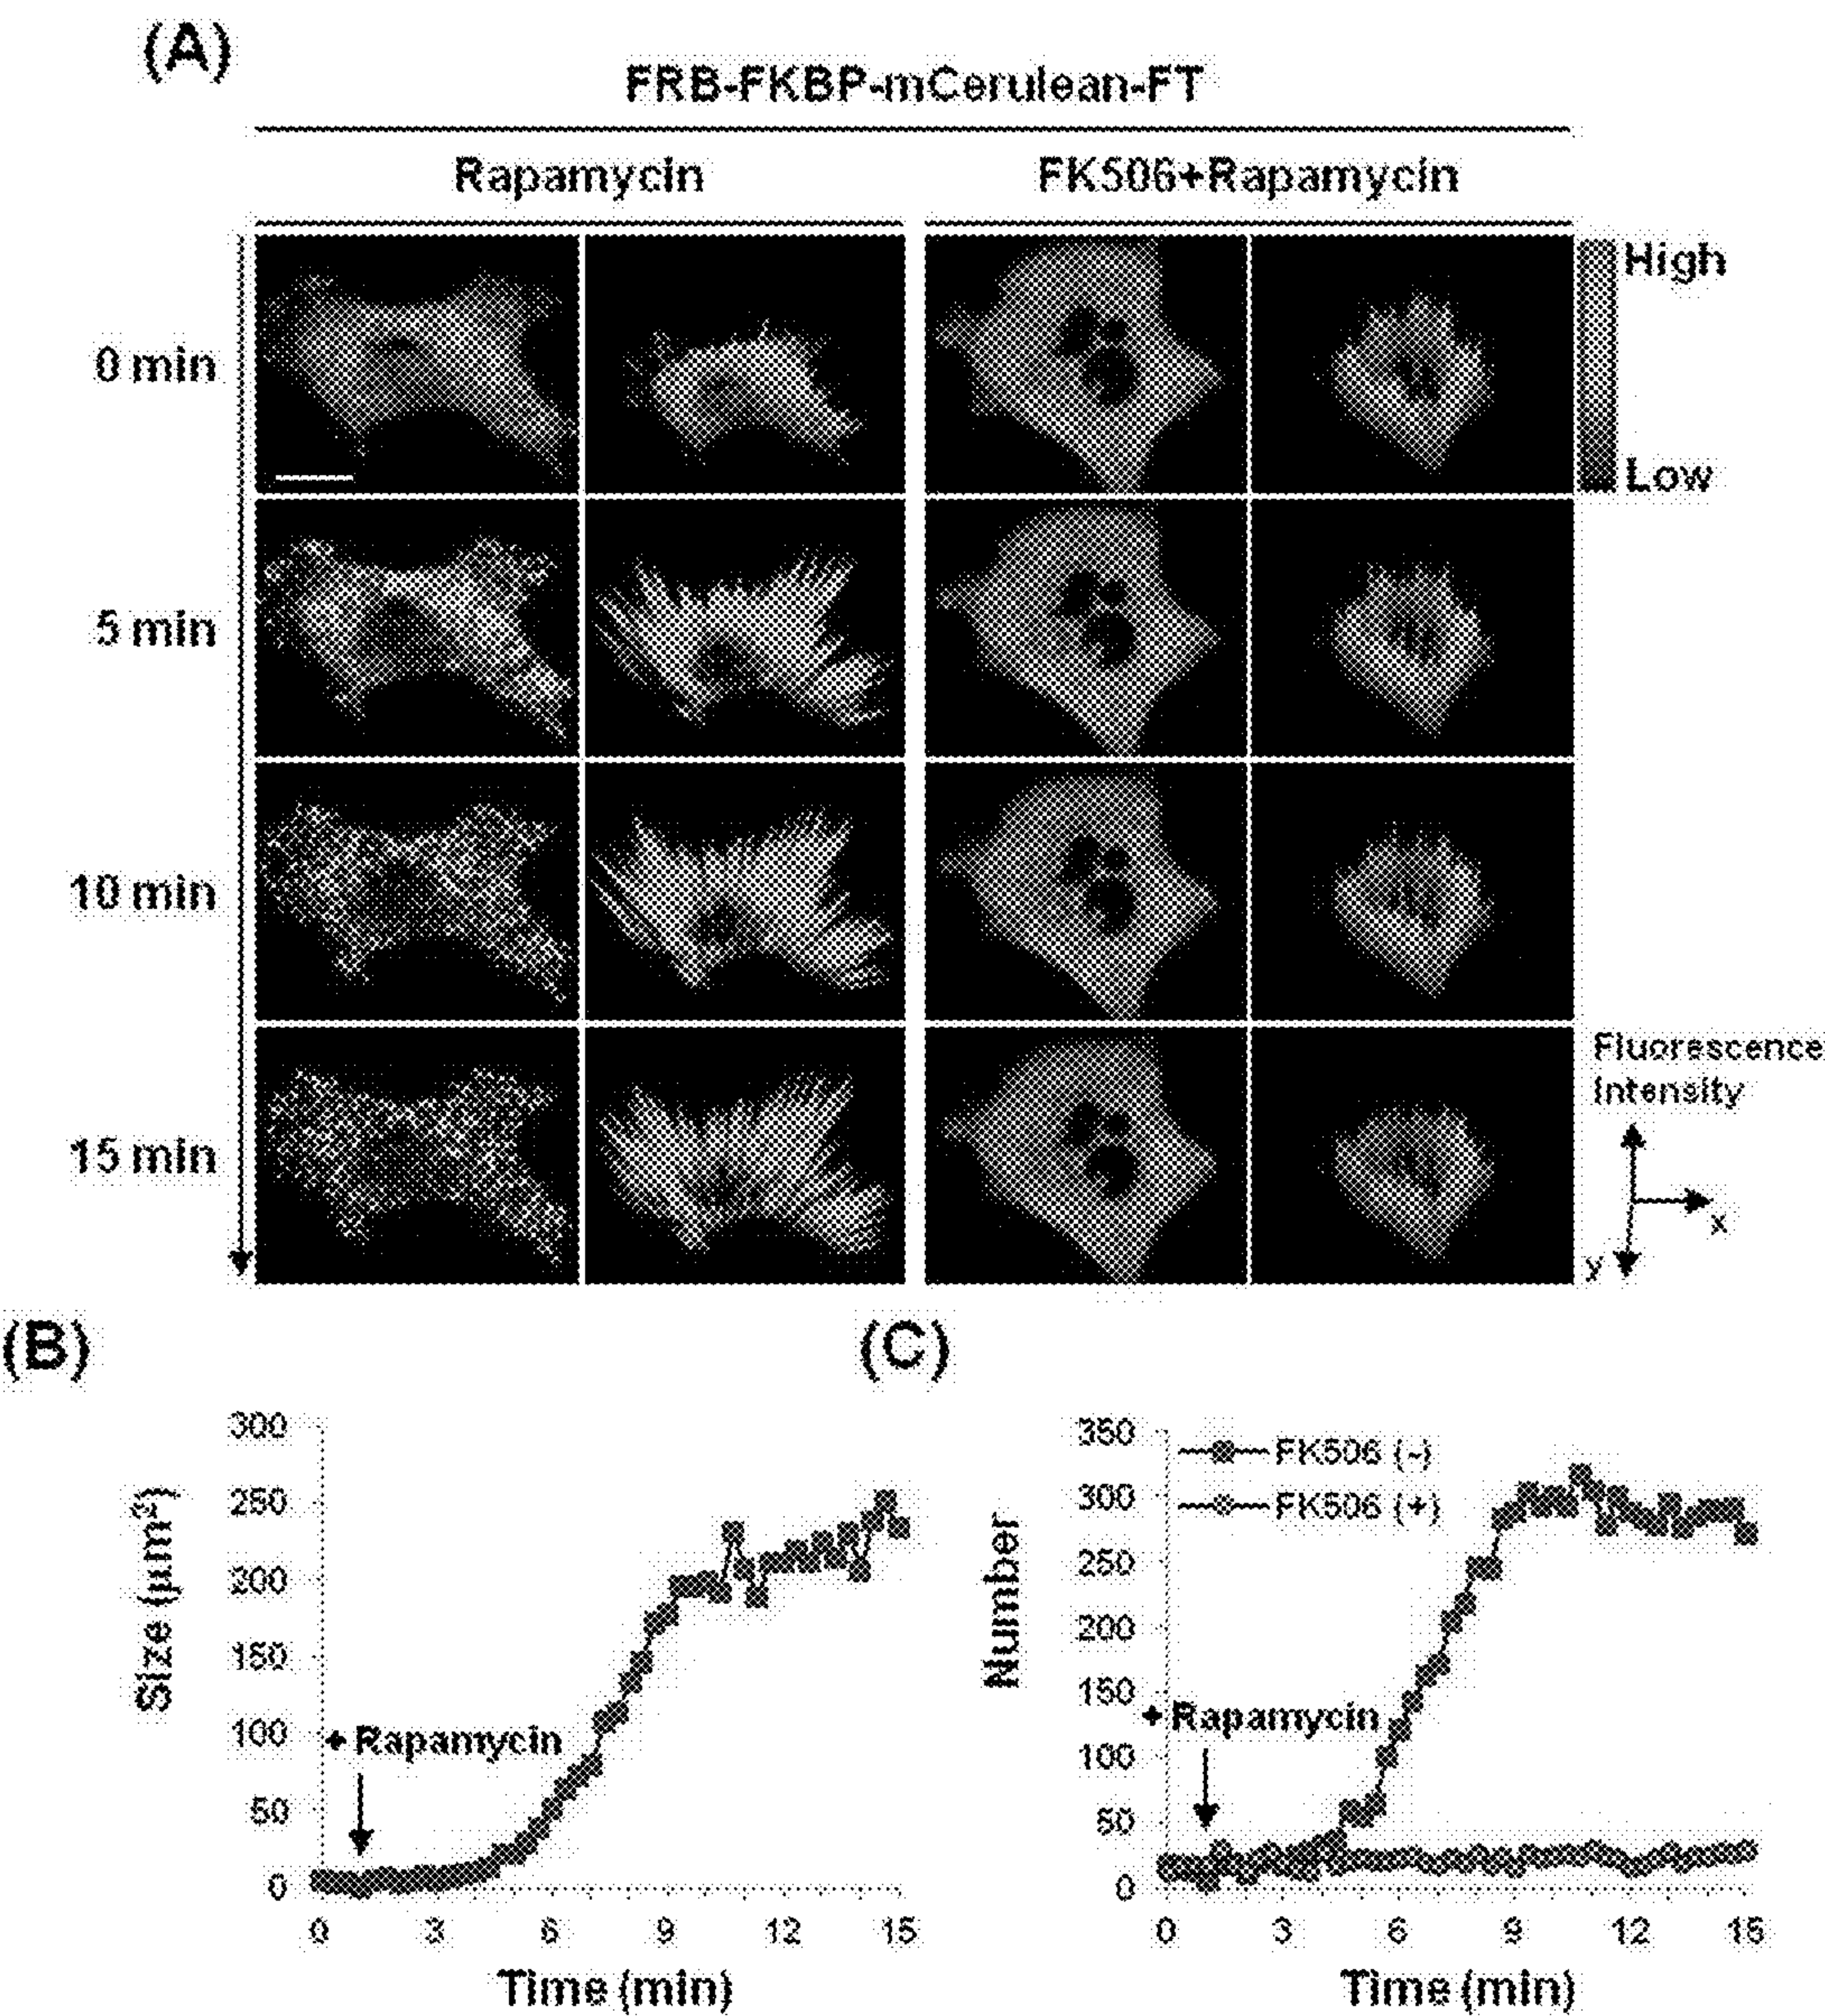 (A)
FRB-FKBP-mCerulean-FT
Rapamycin FK506+Rapamycin
High
0 min
Low
5 min
10 min
Fluorescence
Intensity
15 min
x
y
(B) (C)
300
250
200
150
100
50
0
Size (μm²)
+ Rapamycin
0 3 6 9 12 15
Time (min)
350
300
250
200
150
100
50
0
Number
FK506 (-)
FK506 (+)
+ Rapamycin
0 3 6 9 12 15
Time (min)